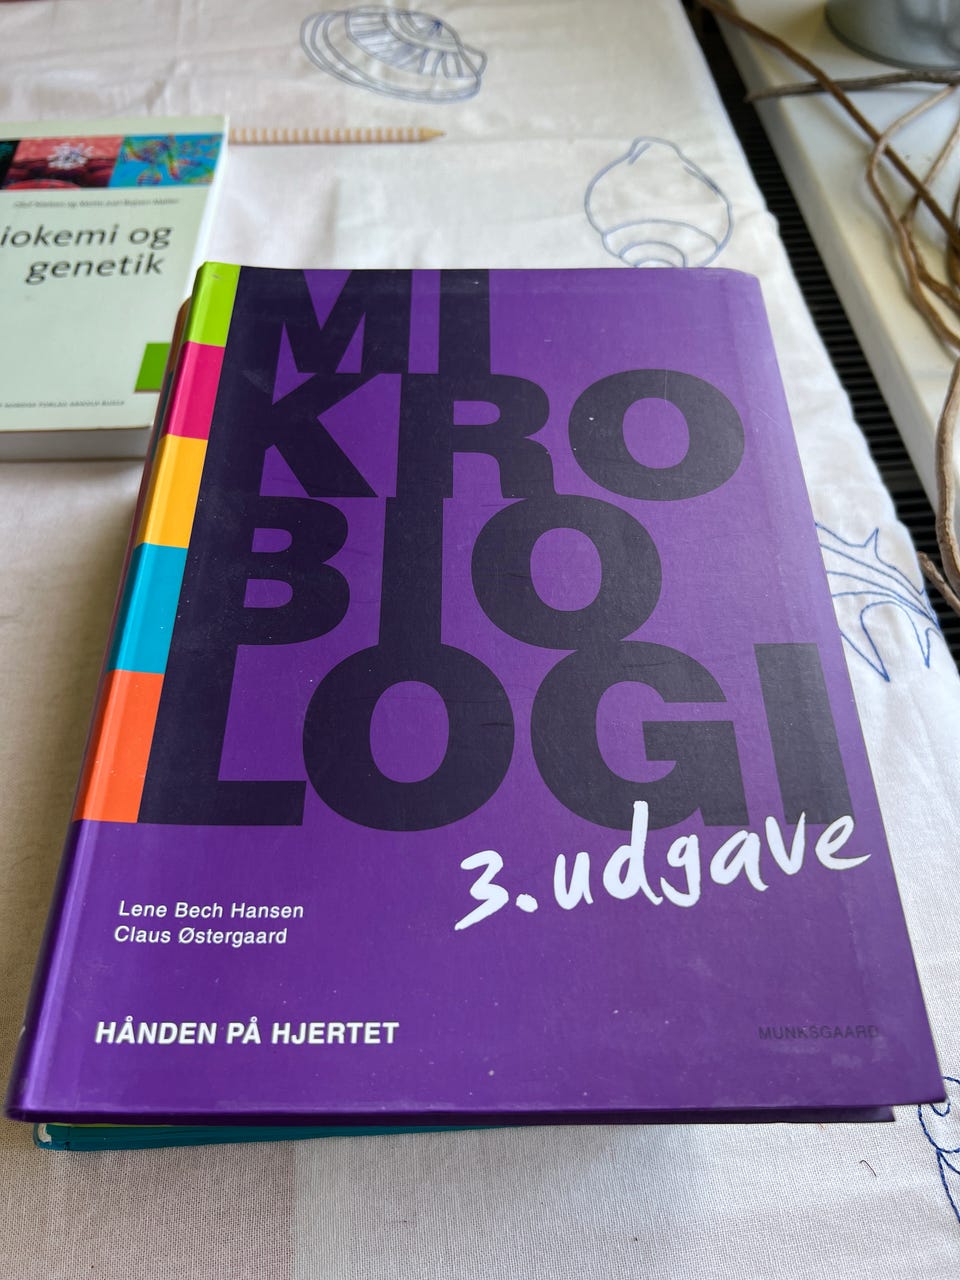 iokemi og
genetik
MI
KRO
BIO
LOGI
3. udgave
Lene Bech Hansen
Claus Østergaard
HÅNDEN PÅ HJERTET
MUNKSGAARD